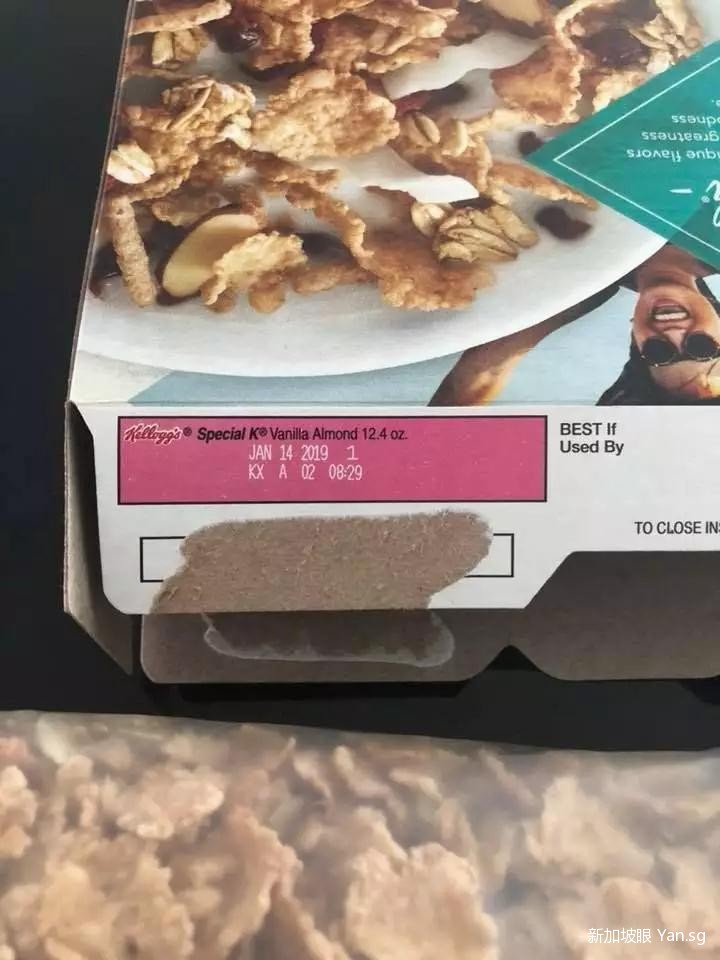 que flavors
greatness
odness
Kellogg's® Special K® Vanilla Almond 12.4 oz.
JAN 14 2019 1
KX A 02 08:29
BEST If
Used By
TO CLOSE INS
新加坡眼 Yan.sg